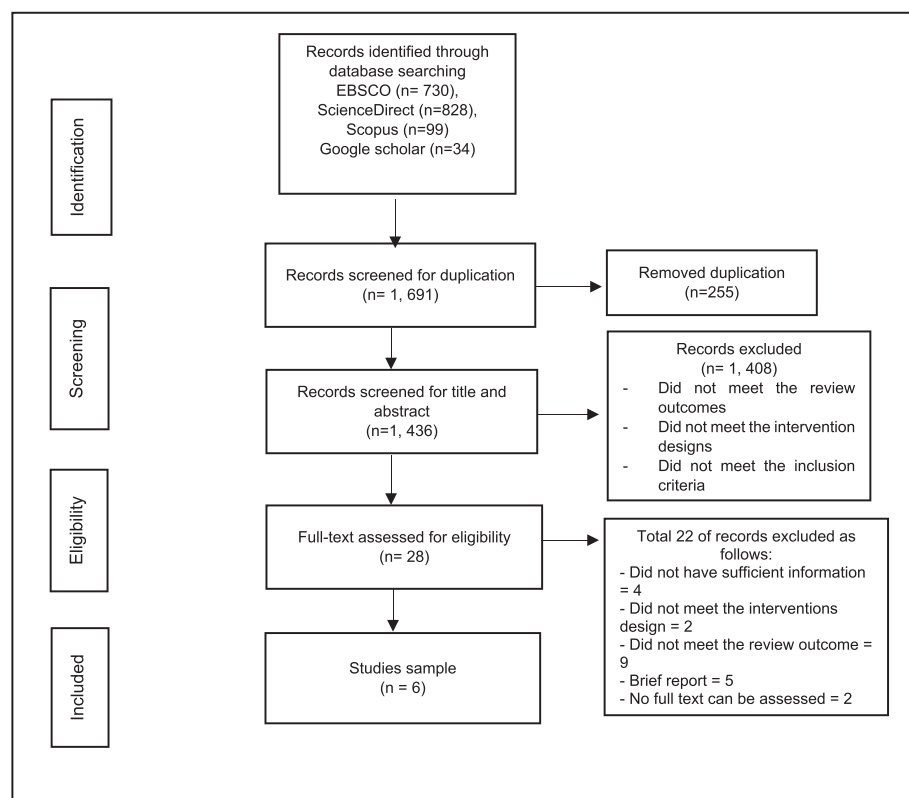 Records identified through
database searching
EBSCO (n= 730),
ScienceDirect (n=828),
Scopus (n=99)
Google scholar (n=34)
Identification
Records screened for duplication
(n= 1, 691)
Removed duplication
(n=255)
Screening
Records screened for title and
abstract
(n=1, 436)
Records excluded
(n= 1, 408)
- Did not meet the review
outcomes
- Did not meet the intervention
designs
- Did not meet the inclusion
criteria
Eligibility
Full-text assessed for eligibility
(n= 28)
Total 22 of records excluded as
follows:
- Did not have sufficient information
= 4
- Did not meet the interventions
design = 2
- Did not meet the review outcome =
9
- Brief report = 5
- No full text can be assessed = 2
Included
Studies sample
(n = 6)